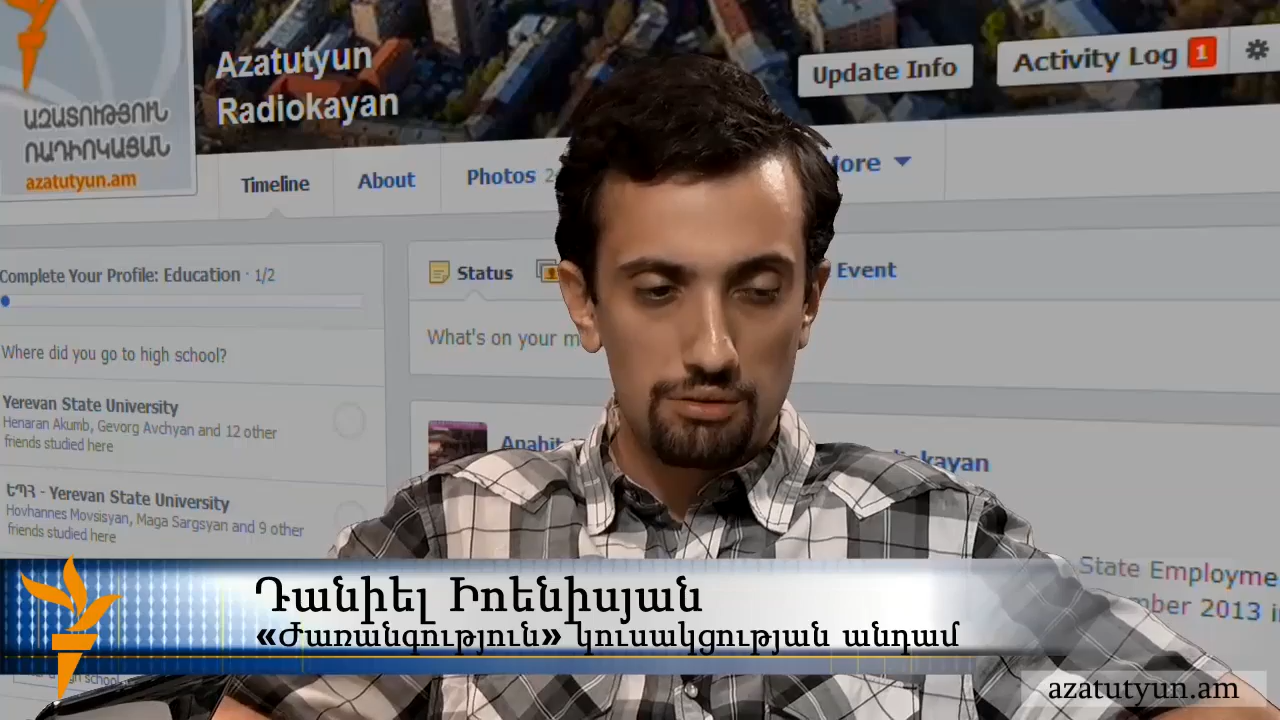 Azatutyun
Radiokayan
Update Info
Activity Log 1
ԱԶԱՏՈՒԹՅՈՒՆ
ՌԱԴԻՈԿԱՅԱՆ
azatutyun.am
Timeline
About
Photos
Complete Your Profile: Education · 1/2
Status
Event
What's on your
Where did you go to high school?
Yerevan State University
Henaran Akumb, Gevorg Avchyan and 12 other
friends studied here
Anahit
ԵՊՀ - Yerevan State University
Hovhannes Movsisyan, Maga Sargsyan and 9 other
friends studied here
State
2013
Դանիել Իոենիսյան
«Ժառանգություն» կուսակցության անդամ
school
azatutyun.am